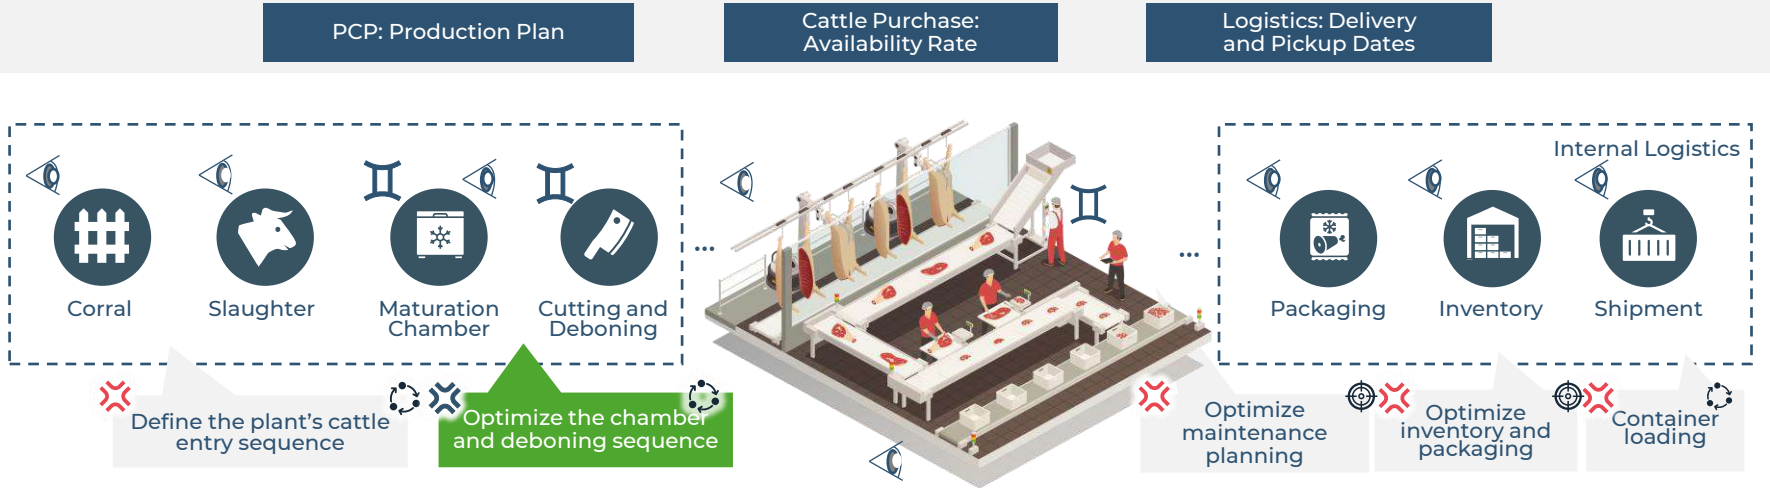 PCP: Production Plan
Cattle Purchase:
Availability Rate
Logistics: Delivery
and Pickup Dates
Internal Logistics
Corral
Slaughter
Maturation
Chamber
Cutting and
Deboning
...
...
Packaging
Inventory
Shipment
Define the plant's cattle
entry sequence
Optimize the chamber
and deboning sequence
Optimize
maintenance
planning
Optimize
inventory and
packaging
Container
loading